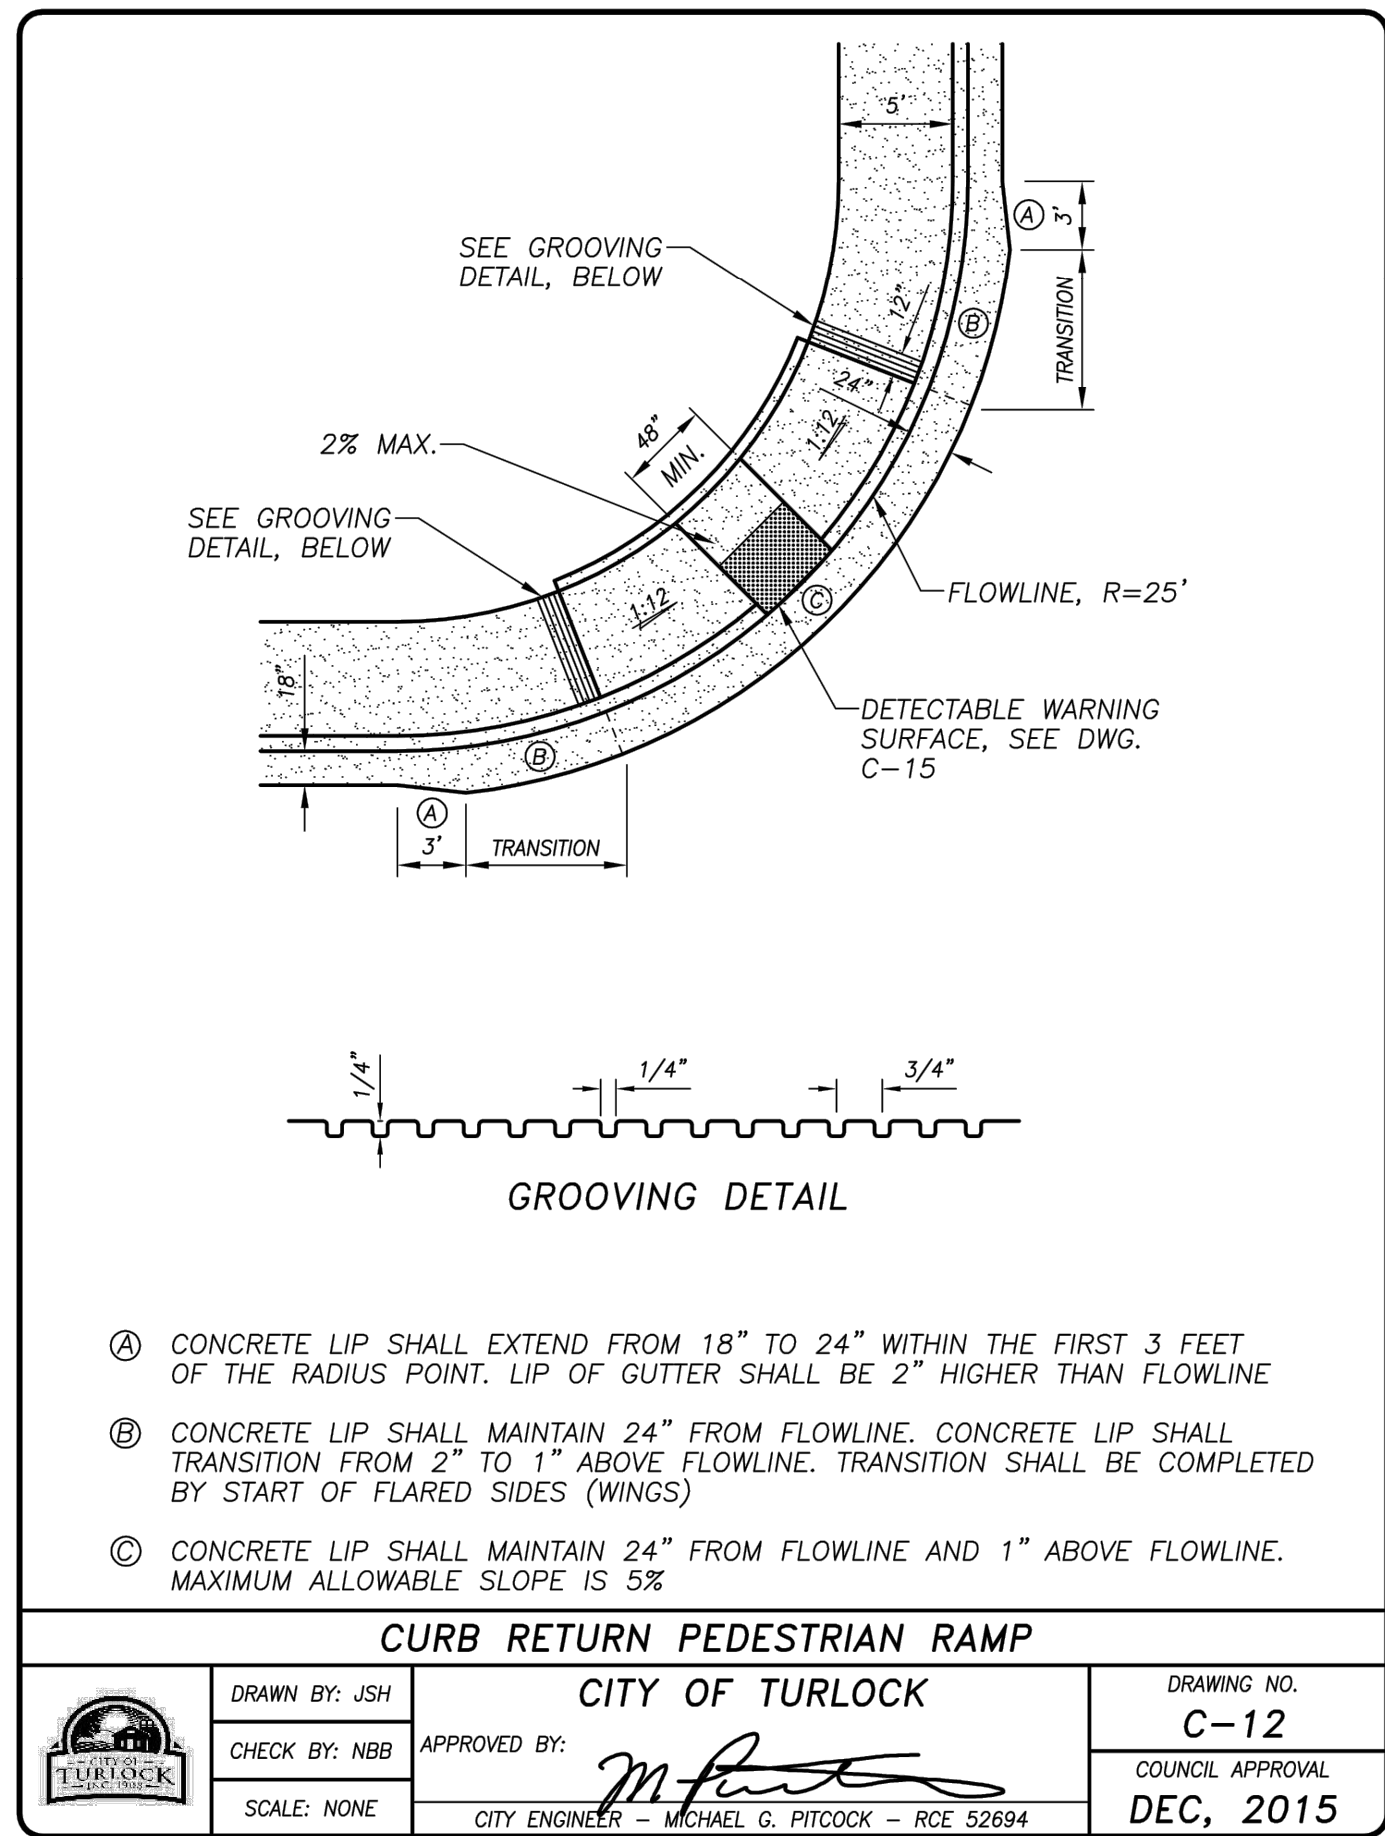 5'
Ⓐ 3'
SEE GROOVING
DETAIL, BELOW
12"
Ⓑ
TRANSITION
24"
1:12
48"
MIN.
2% MAX.
SEE GROOVING
DETAIL, BELOW
FLOWLINE, R=25'
Ⓒ
1:12
18"
DETECTABLE WARNING
SURFACE, SEE DWG.
C-15
Ⓑ
Ⓐ
3'
TRANSITION
1/4"
1/4"
3/4"
GROOVING DETAIL
Ⓐ CONCRETE LIP SHALL EXTEND FROM 18" TO 24" WITHIN THE FIRST 3 FEET
OF THE RADIUS POINT. LIP OF GUTTER SHALL BE 2" HIGHER THAN FLOWLINE
Ⓑ CONCRETE LIP SHALL MAINTAIN 24" FROM FLOWLINE. CONCRETE LIP SHALL
TRANSITION FROM 2" TO 1" ABOVE FLOWLINE. TRANSITION SHALL BE COMPLETED
BY START OF FLARED SIDES (WINGS)
Ⓒ CONCRETE LIP SHALL MAINTAIN 24" FROM FLOWLINE AND 1" ABOVE FLOWLINE.
MAXIMUM ALLOWABLE SLOPE IS 5%
CURB RETURN PEDESTRIAN RAMP
CITY OF
TURLOCK
INC. 1908
DRAWN BY: JSH
CHECK BY: NBB
SCALE: NONE
CITY OF TURLOCK
APPROVED BY:
CITY ENGINEER – MICHAEL G. PITCOCK – RCE 52694
DRAWING NO.
C-12
COUNCIL APPROVAL
DEC, 2015